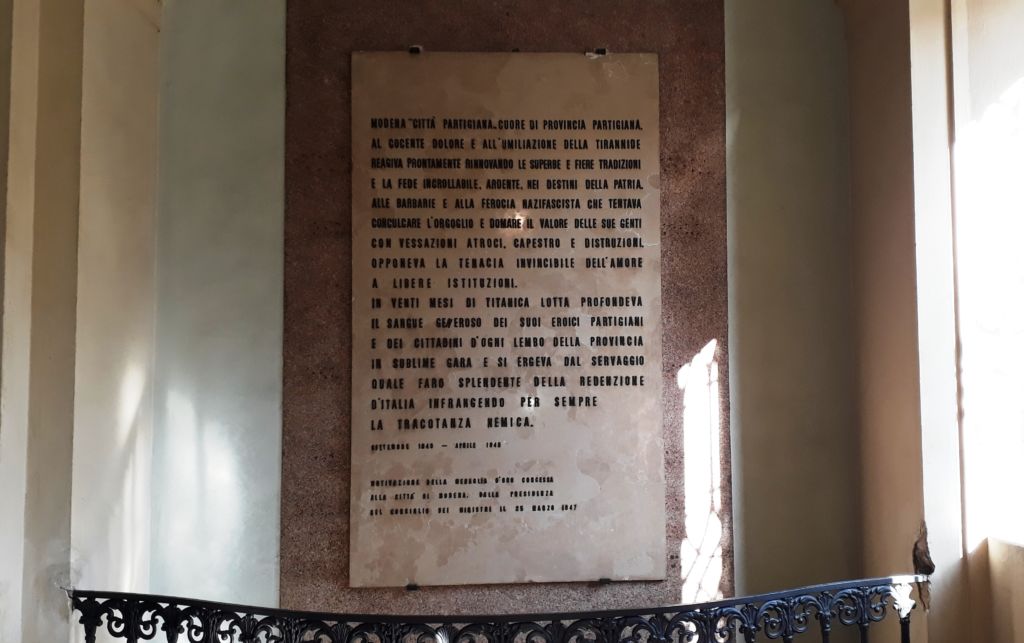 MODENA "CITTÀ PARTIGIANA. CUORE DI PROVINCIA PARTIGIANA.
AL COCENTE DOLORE E ALL'UMILIAZIONE DELLA TIRANNIDE
REAGIVA PRONTAMENTE RINNOVANDO LE SUPERBE E FIERE TRADIZIONI
E LA FEDE INCROLLABILE, ARDENTE, NEI DESTINI DELLA PATRIA.
ALLE BARBARIE E ALLA FEROCIA NAZIFASCISTA CHE TENTAVA
CONCULCARE L'ORGOGLIO E DOMARE IL VALORE DELLE SUE GENTI
CON VESSAZIONI ATROCI, CAPESTRO E DISTRUZIONI,
OPPONEVA LA TENACIA INVINCIBILE DELL'AMORE
A LIBERE ISTITUZIONI.
IN VENTI MESI DI TITANICA LOTTA PROFONDEVA
IL SANGUE GENEROSO DEI SUOI EROICI PARTIGIANI
E DEI CITTADINI D'OGNI LEMBO DELLA PROVINCIA
IN SUBLIME GARA E SI ERGEVA DAL SERVAGGIO
QUALE FARO SPLENDENTE DELLA REDENZIONE
D'ITALIA INFRANGENDO PER SEMPRE
LA TRACOTANZA NEMICA.
SETTEMBRE 1943 — APRILE 1945
MOTIVAZIONE DELLA MEDAGLIA D'ORO CONCESSA
ALLA CITTÀ DI MODENA, DALLA PRESIDENZA
DEL CONSIGLIO DEI MINISTRI IL 25 MARZO 1947